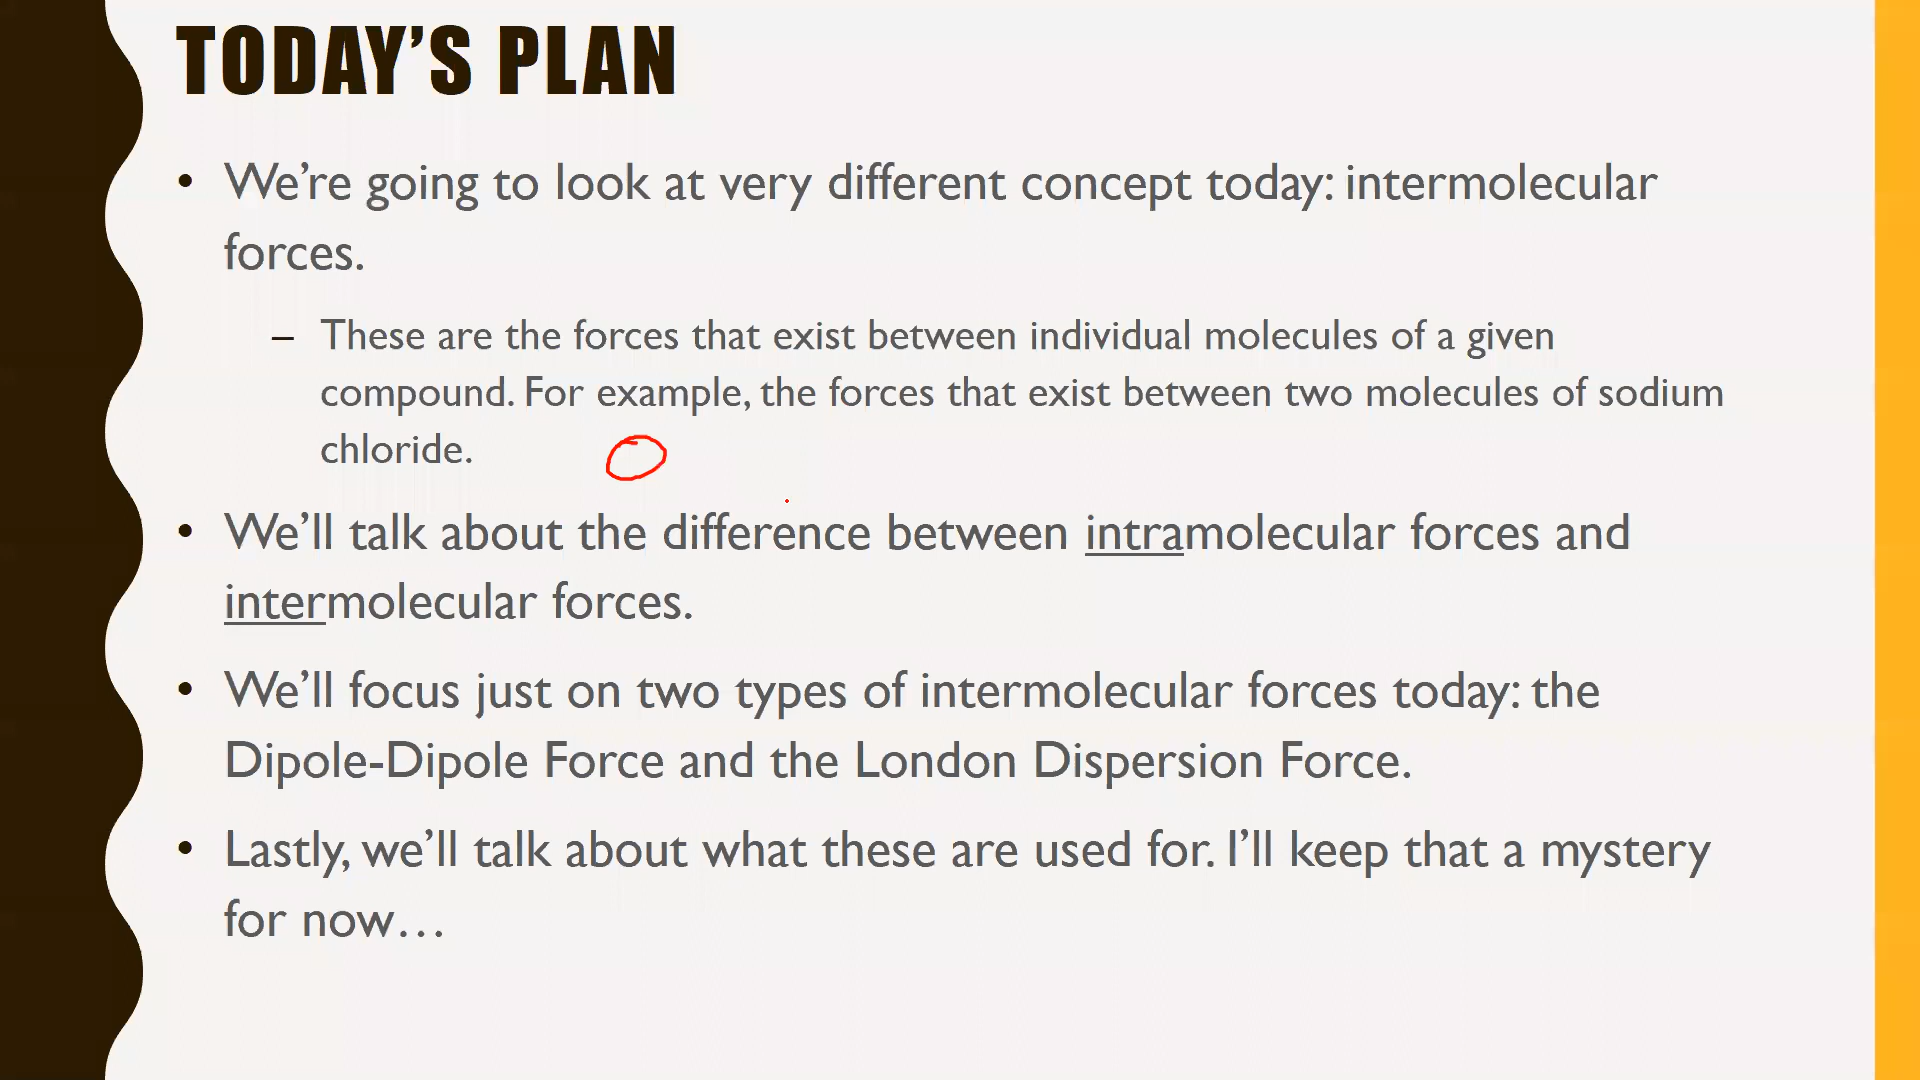 TODAY’S PLAN
• We’re going to look at very different concept today: intermolecular
forces.
– These are the forces that exist between individual molecules of a given
compound. For example, the forces that exist between two molecules of sodium
chloride.
• We’ll talk about the difference between intramolecular forces and
intermolecular forces.
• We’ll focus just on two types of intermolecular forces today: the
Dipole-Dipole Force and the London Dispersion Force.
• Lastly, we’ll talk about what these are used for. I’ll keep that a mystery
for now…